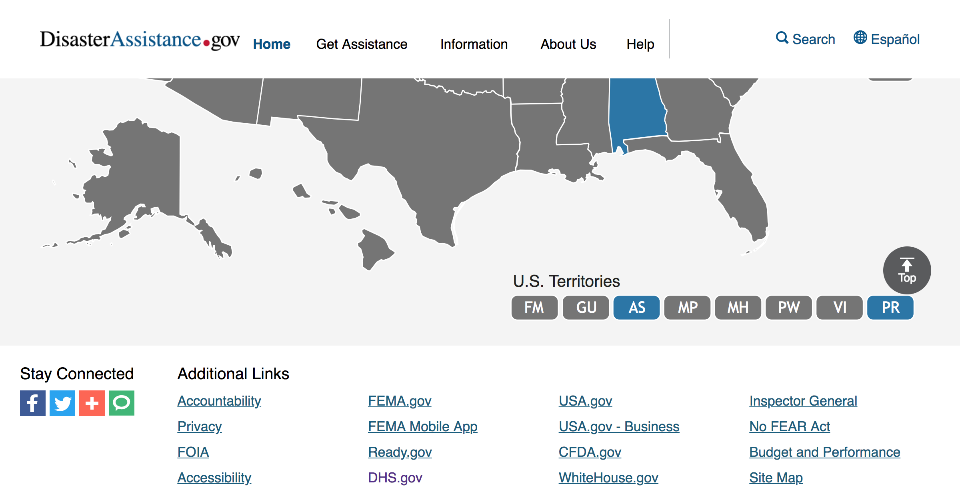 DisasterAssistance.gov Home Get Assistance Information About Us Help Search Español
Top
U.S. Territories
FM GU AS MP MH PW VI PR
Stay Connected Additional Links
Accountability FEMA.gov USA.gov Inspector General
Privacy FEMA Mobile App USA.gov - Business No FEAR Act
FOIA Ready.gov CFDA.gov Budget and Performance
Accessibility DHS.gov WhiteHouse.gov Site Map